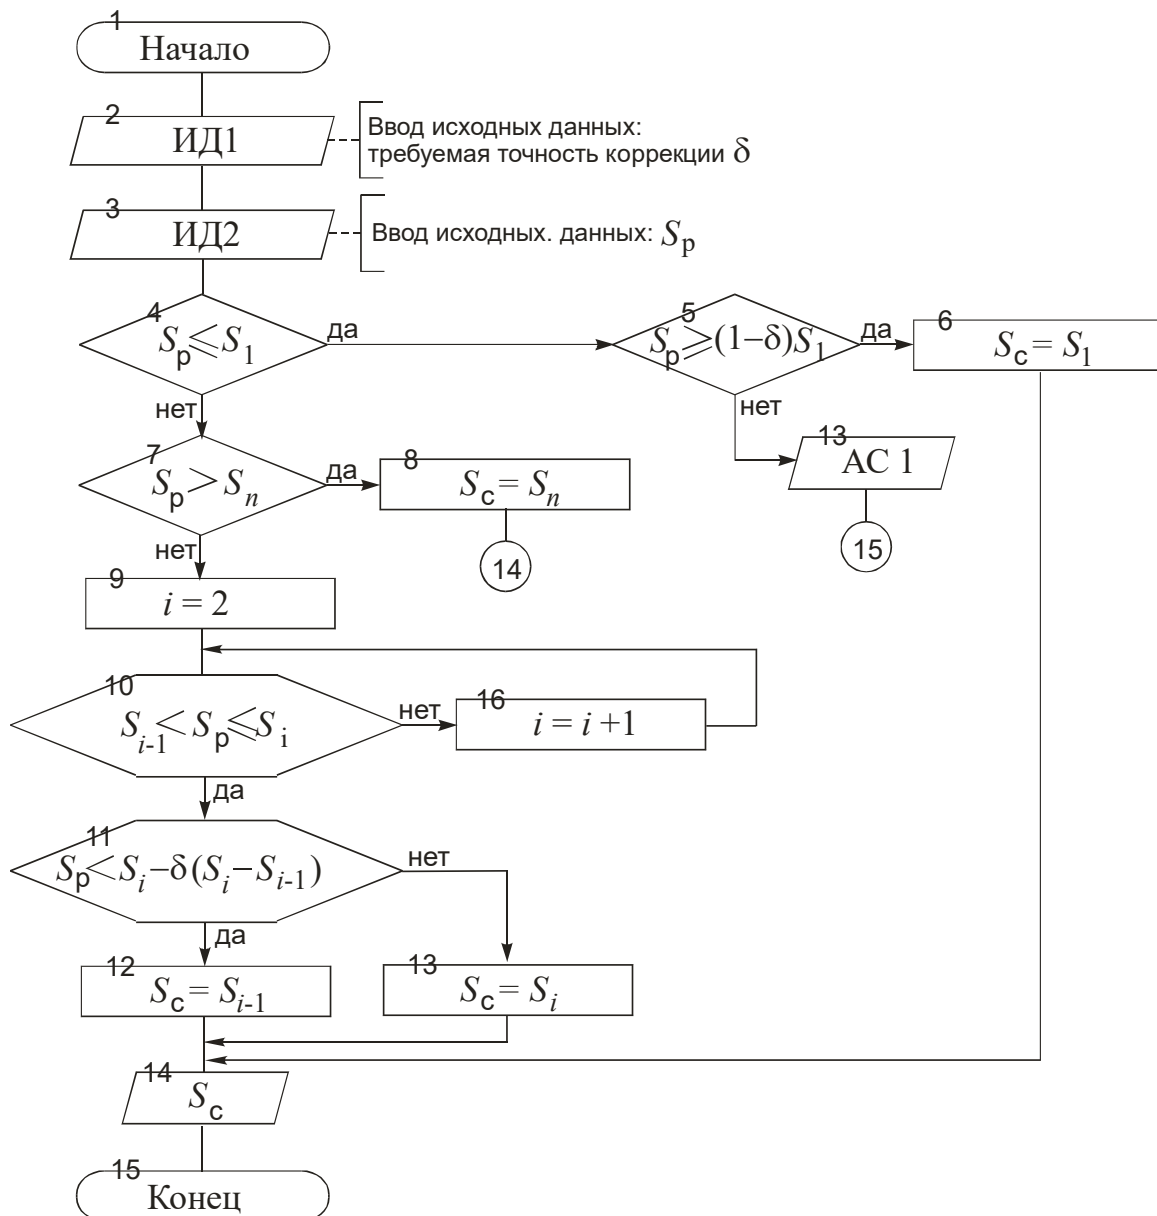 1
Начало
2
ИД1
Ввод исходных данных:
требуемая точность коррекции δ
3
ИД2
Ввод исходных. данных: Sр
4
Sр⩽S1
да
5
Sр⩾(1−δ)S1
да
6
Sс= S1
нет
нет
7
Sр> Sn
да
8
Sс= Sn
13
АС 1
нет
14
15
9
i = 2
10
Si-1< Sр⩽Si
нет
16
i = i +1
да
11
Sр<Si−δ(Si−Si-1)
нет
да
12
Sс= Si-1
13
Sс= Si
14
Sс
15
Конец